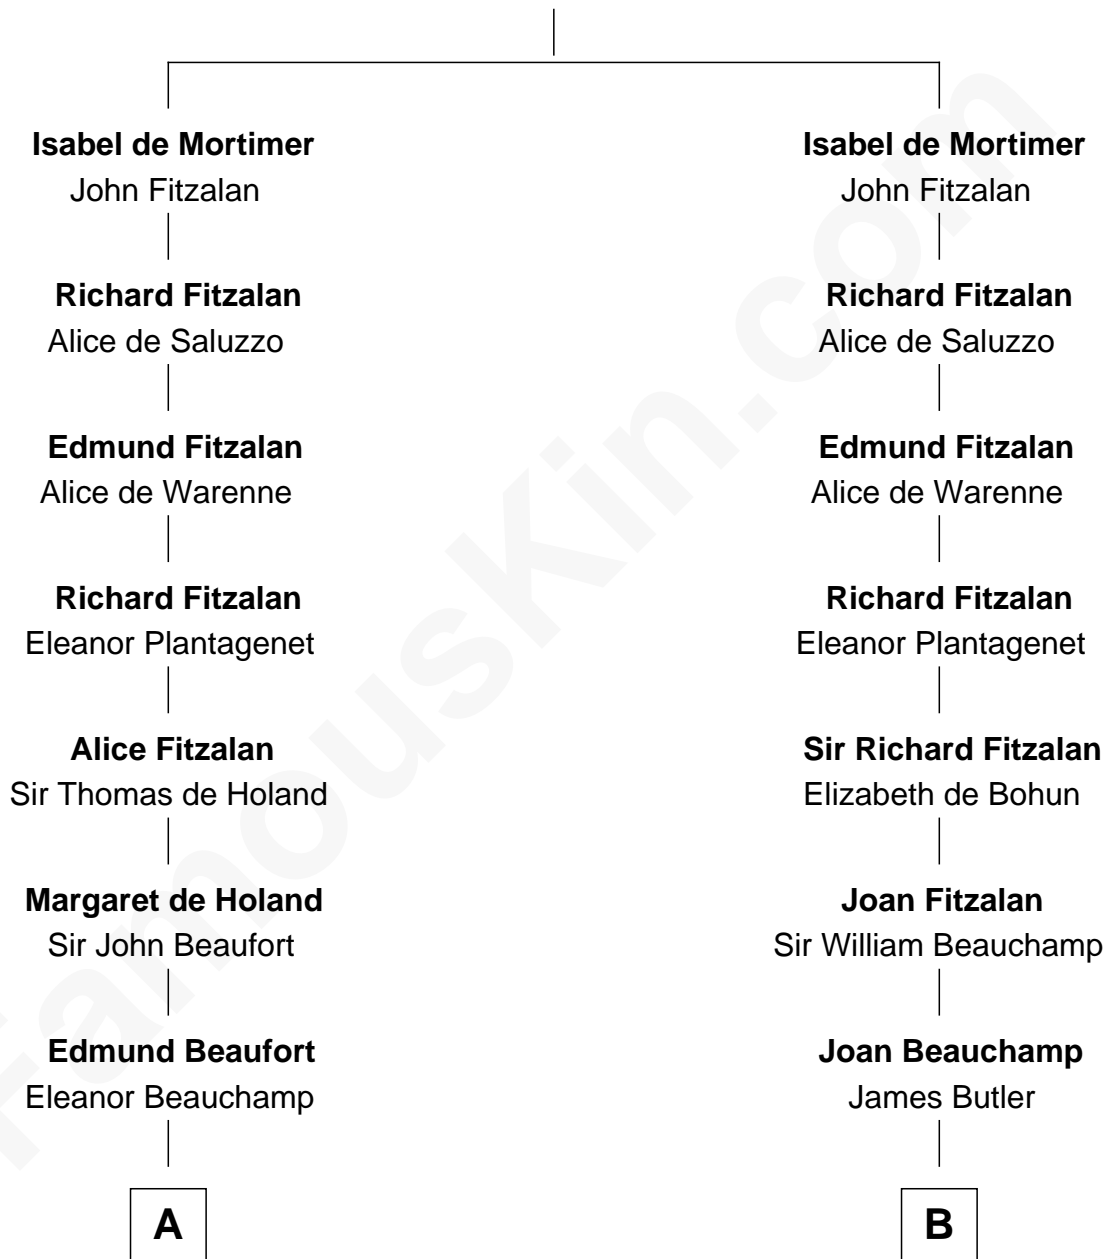 Isabel de Mortimer
John Fitzalan
Richard Fitzalan
Alice de Saluzzo
Edmund Fitzalan
Alice de Warenne
Richard Fitzalan
Eleanor Plantagenet
Alice Fitzalan
Sir Thomas de Holand
Margaret de Holand
Sir John Beaufort
Edmund Beaufort
Eleanor Beauchamp
A
Isabel de Mortimer
John Fitzalan
Richard Fitzalan
Alice de Saluzzo
Edmund Fitzalan
Alice de Warenne
Richard Fitzalan
Eleanor Plantagenet
Sir Richard Fitzalan
Elizabeth de Bohun
Joan Fitzalan
Sir William Beauchamp
Joan Beauchamp
James Butler
B
FamousKin.com